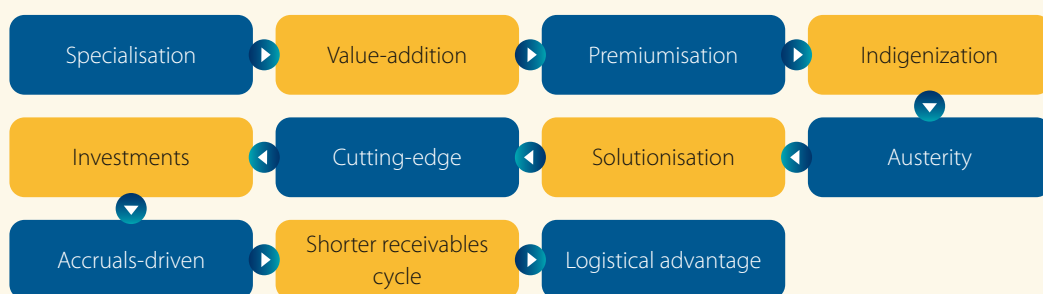 Specialisation
Value-addition
Premiumisation
Indigenization
Austerity
Solutionisation
Cutting-edge
Investments
Accruals-driven
Shorter receivables
cycle
Logistical advantage